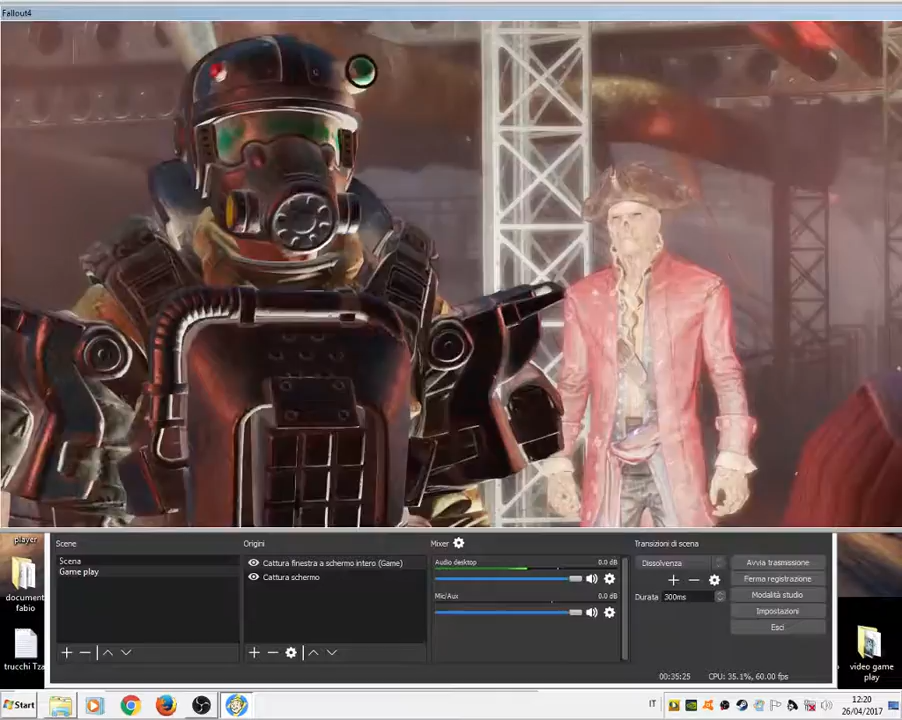 Fallout4
player
document
fabio
trucchi Tza
Scene
Scena
Game play
Origini
Cattura finestra a schermo intero (Game)
Cattura schermo
Mixer
Audio desktop
0.0 dB
Mic/Aux
0.0 dB
Transizioni di scena
Dissolvenza
Durata
300ms
Avvia trasmissione
Ferma registrazione
Modalità studio
Impostazioni
Esci
00:35:25
CPU: 35.1%, 60.00 fps
video game
play
Start
IT
12:20
26/04/2017